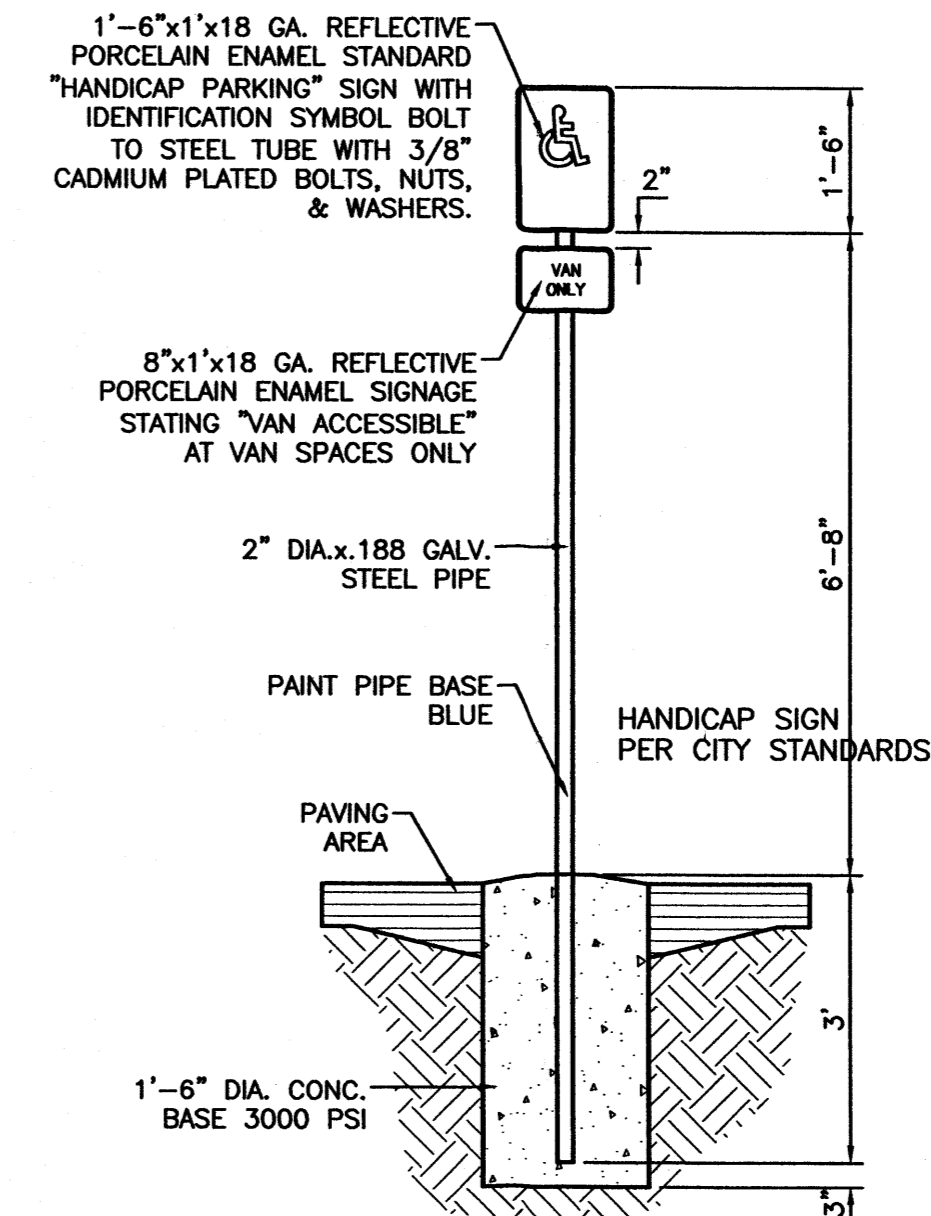 1'-6"x1'x18 GA. REFLECTIVE
PORCELAIN ENAMEL STANDARD
"HANDICAP PARKING" SIGN WITH
IDENTIFICATION SYMBOL BOLT
TO STEEL TUBE WITH 3/8"
CADMIUM PLATED BOLTS, NUTS,
& WASHERS.
1'-6"
2"
VAN
ONLY
8"x1'x18 GA. REFLECTIVE
PORCELAIN ENAMEL SIGNAGE
STATING "VAN ACCESSIBLE"
AT VAN SPACES ONLY
6'-8"
2" DIA.x.188 GALV.
STEEL PIPE
PAINT PIPE BASE
BLUE
HANDICAP SIGN
PER CITY STANDARDS
PAVING
AREA
3'
1'-6" DIA. CONC.
BASE 3000 PSI
3"